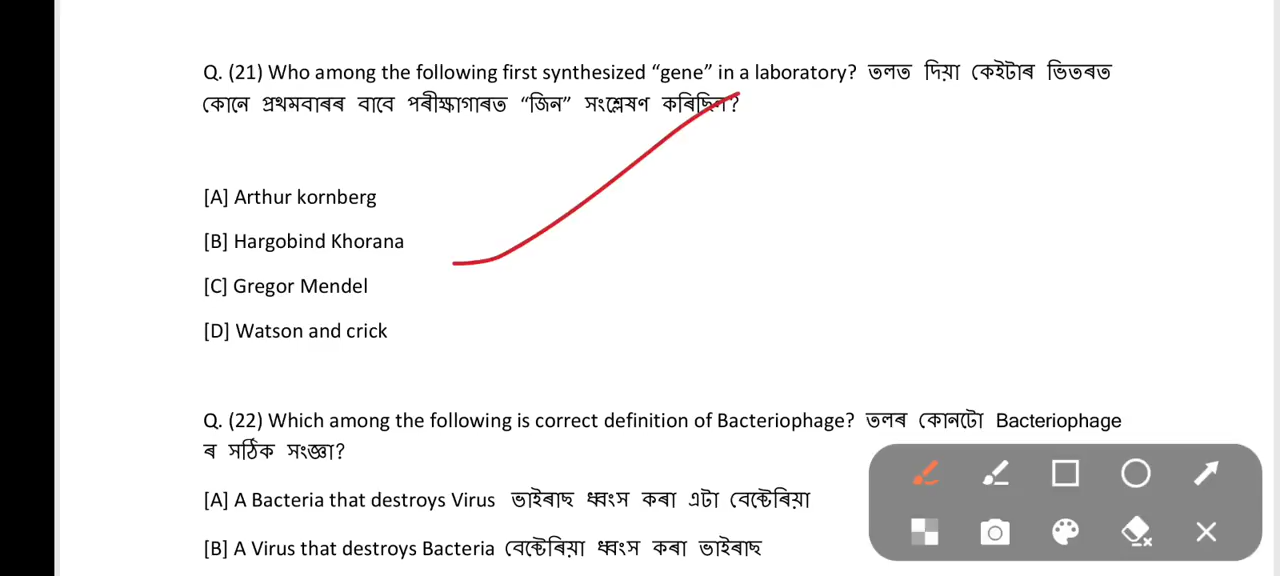 Q. (21) Who among the following first synthesized “gene” in a laboratory? তলত দিয়া কেইটাৰ ভিতৰত
কোনে প্ৰথমবাৰৰ বাবে পৰীক্ষাগাৰত “জিন” সংশ্লেষণ কৰিছিল?
[A] Arthur kornberg
[B] Hargobind Khorana
[C] Gregor Mendel
[D] Watson and crick
Q. (22) Which among the following is correct definition of Bacteriophage? তলৰ কোনটো Bacteriophage
ৰ সঠিক সংজ্ঞা?
[A] A Bacteria that destroys Virus ভাইৰাছ ধ্বংস কৰা এটা বেক্টেৰিয়া
[B] A Virus that destroys Bacteria বেক্টেৰিয়া ধ্বংস কৰা ভাইৰাছ